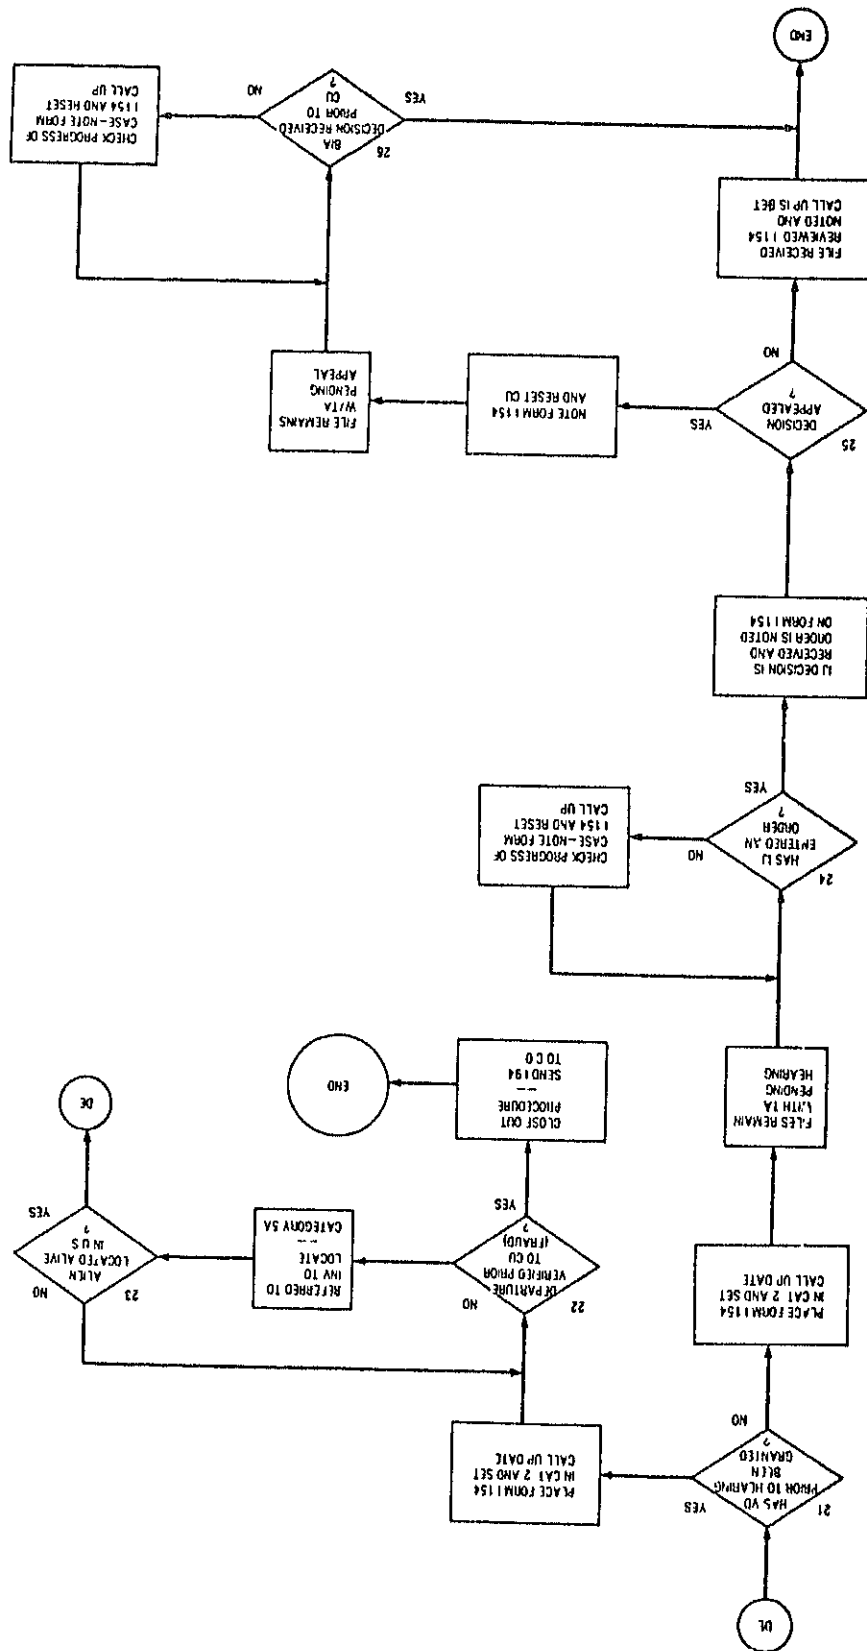 DL
21
HAS VD
PRIOR TO HEARING
BEEN
GRANTED
?
YES
NO
PLACE FORM I 154
IN CAT 2 AND SET
CALL UP DATE
22
DEPARTURE
VERIFIED PRIOR
TO CU
(FRAUD)
?
NO
YES
REFERRED TO
INV TO
LOCATE
--
CATEGORY 5A
23
ALIEN
LOCATED ALIVE
IN U S
?
NO
YES
DE
CLOSE OUT
PROCEDURE
--
SEND I 94
TO C O
END
PLACE FORM I 154
IN CAT 2 AND SET
CALL UP DATE
FILES REMAIN
WITH TA
PENDING
HEARING
24
HAS IJ
ENTERED AN
ORDER
?
NO
YES
CHECK PROGRESS OF
CASE - NOTE FORM
I 154 AND RESET
CALL UP
IJ DECISION IS
RECEIVED AND
ORDER IS NOTED
ON FORM I 154
25
DECISION
APPEALED
?
YES
NO
NOTE FORM I 154
AND RESET CU
FILE REMAINS
W/TA
PENDING
APPEAL
26
BIA
DECISION RECEIVED
PRIOR TO
CU
?
NO
YES
CHECK PROGRESS OF
CASE - NOTE FORM
I 154 AND RESET
CALL UP
FILE RECEIVED
REVIEWED I 154
NOTED AND
CALL UP IS SET
END